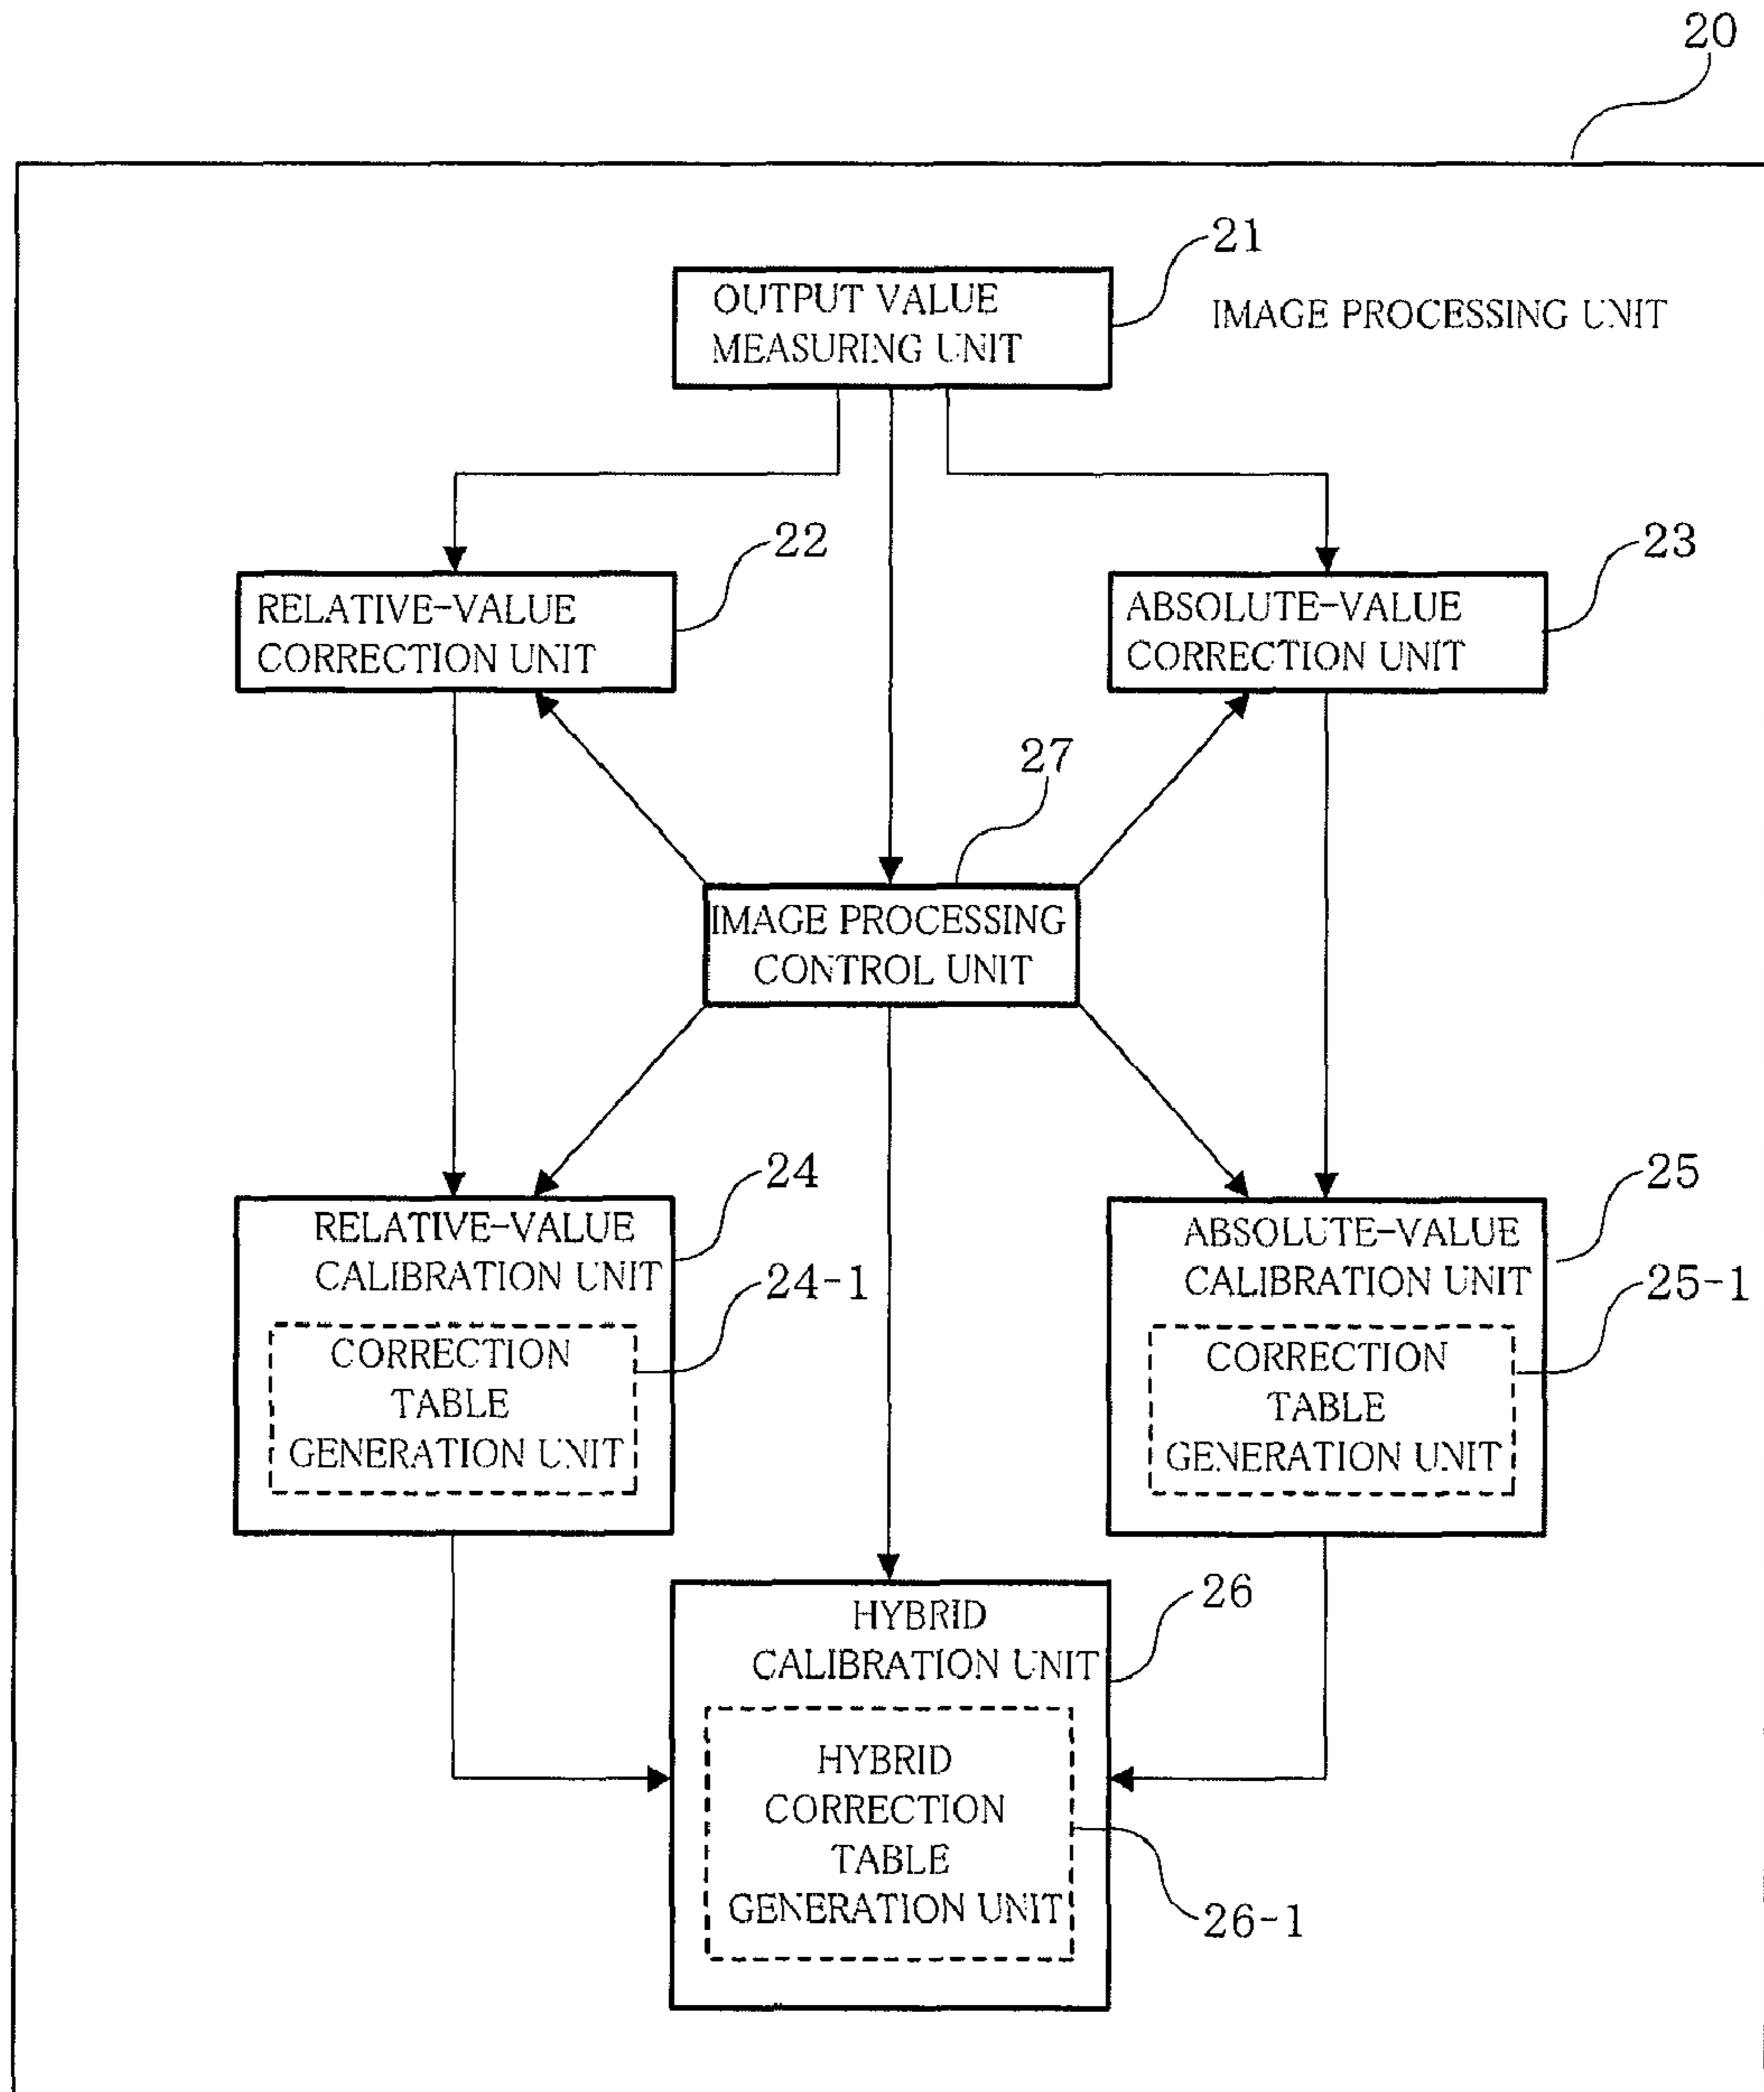 20
21
OUTPUT VALUE
MEASURING UNIT
IMAGE PROCESSING UNIT
22
23
RELATIVE-VALUE
CORRECTION UNIT
ABSOLUTE-VALUE
CORRECTION UNIT
27
IMAGE PROCESSING
CONTROL UNIT
24
25
RELATIVE-VALUE
CALIBRATION UNIT
ABSOLUTE-VALUE
CALIBRATION UNIT
24-1
25-1
CORRECTION
TABLE
GENERATION UNIT
CORRECTION
TABLE
GENERATION UNIT
26
HYBRID
CALIBRATION UNIT
HYBRID
CORRECTION
TABLE
GENERATION UNIT
26-1